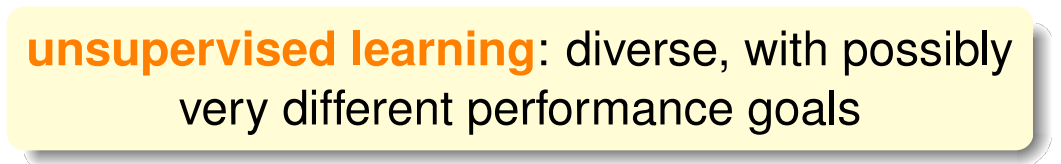 unsupervised learning: diverse, with possibly
very different performance goals